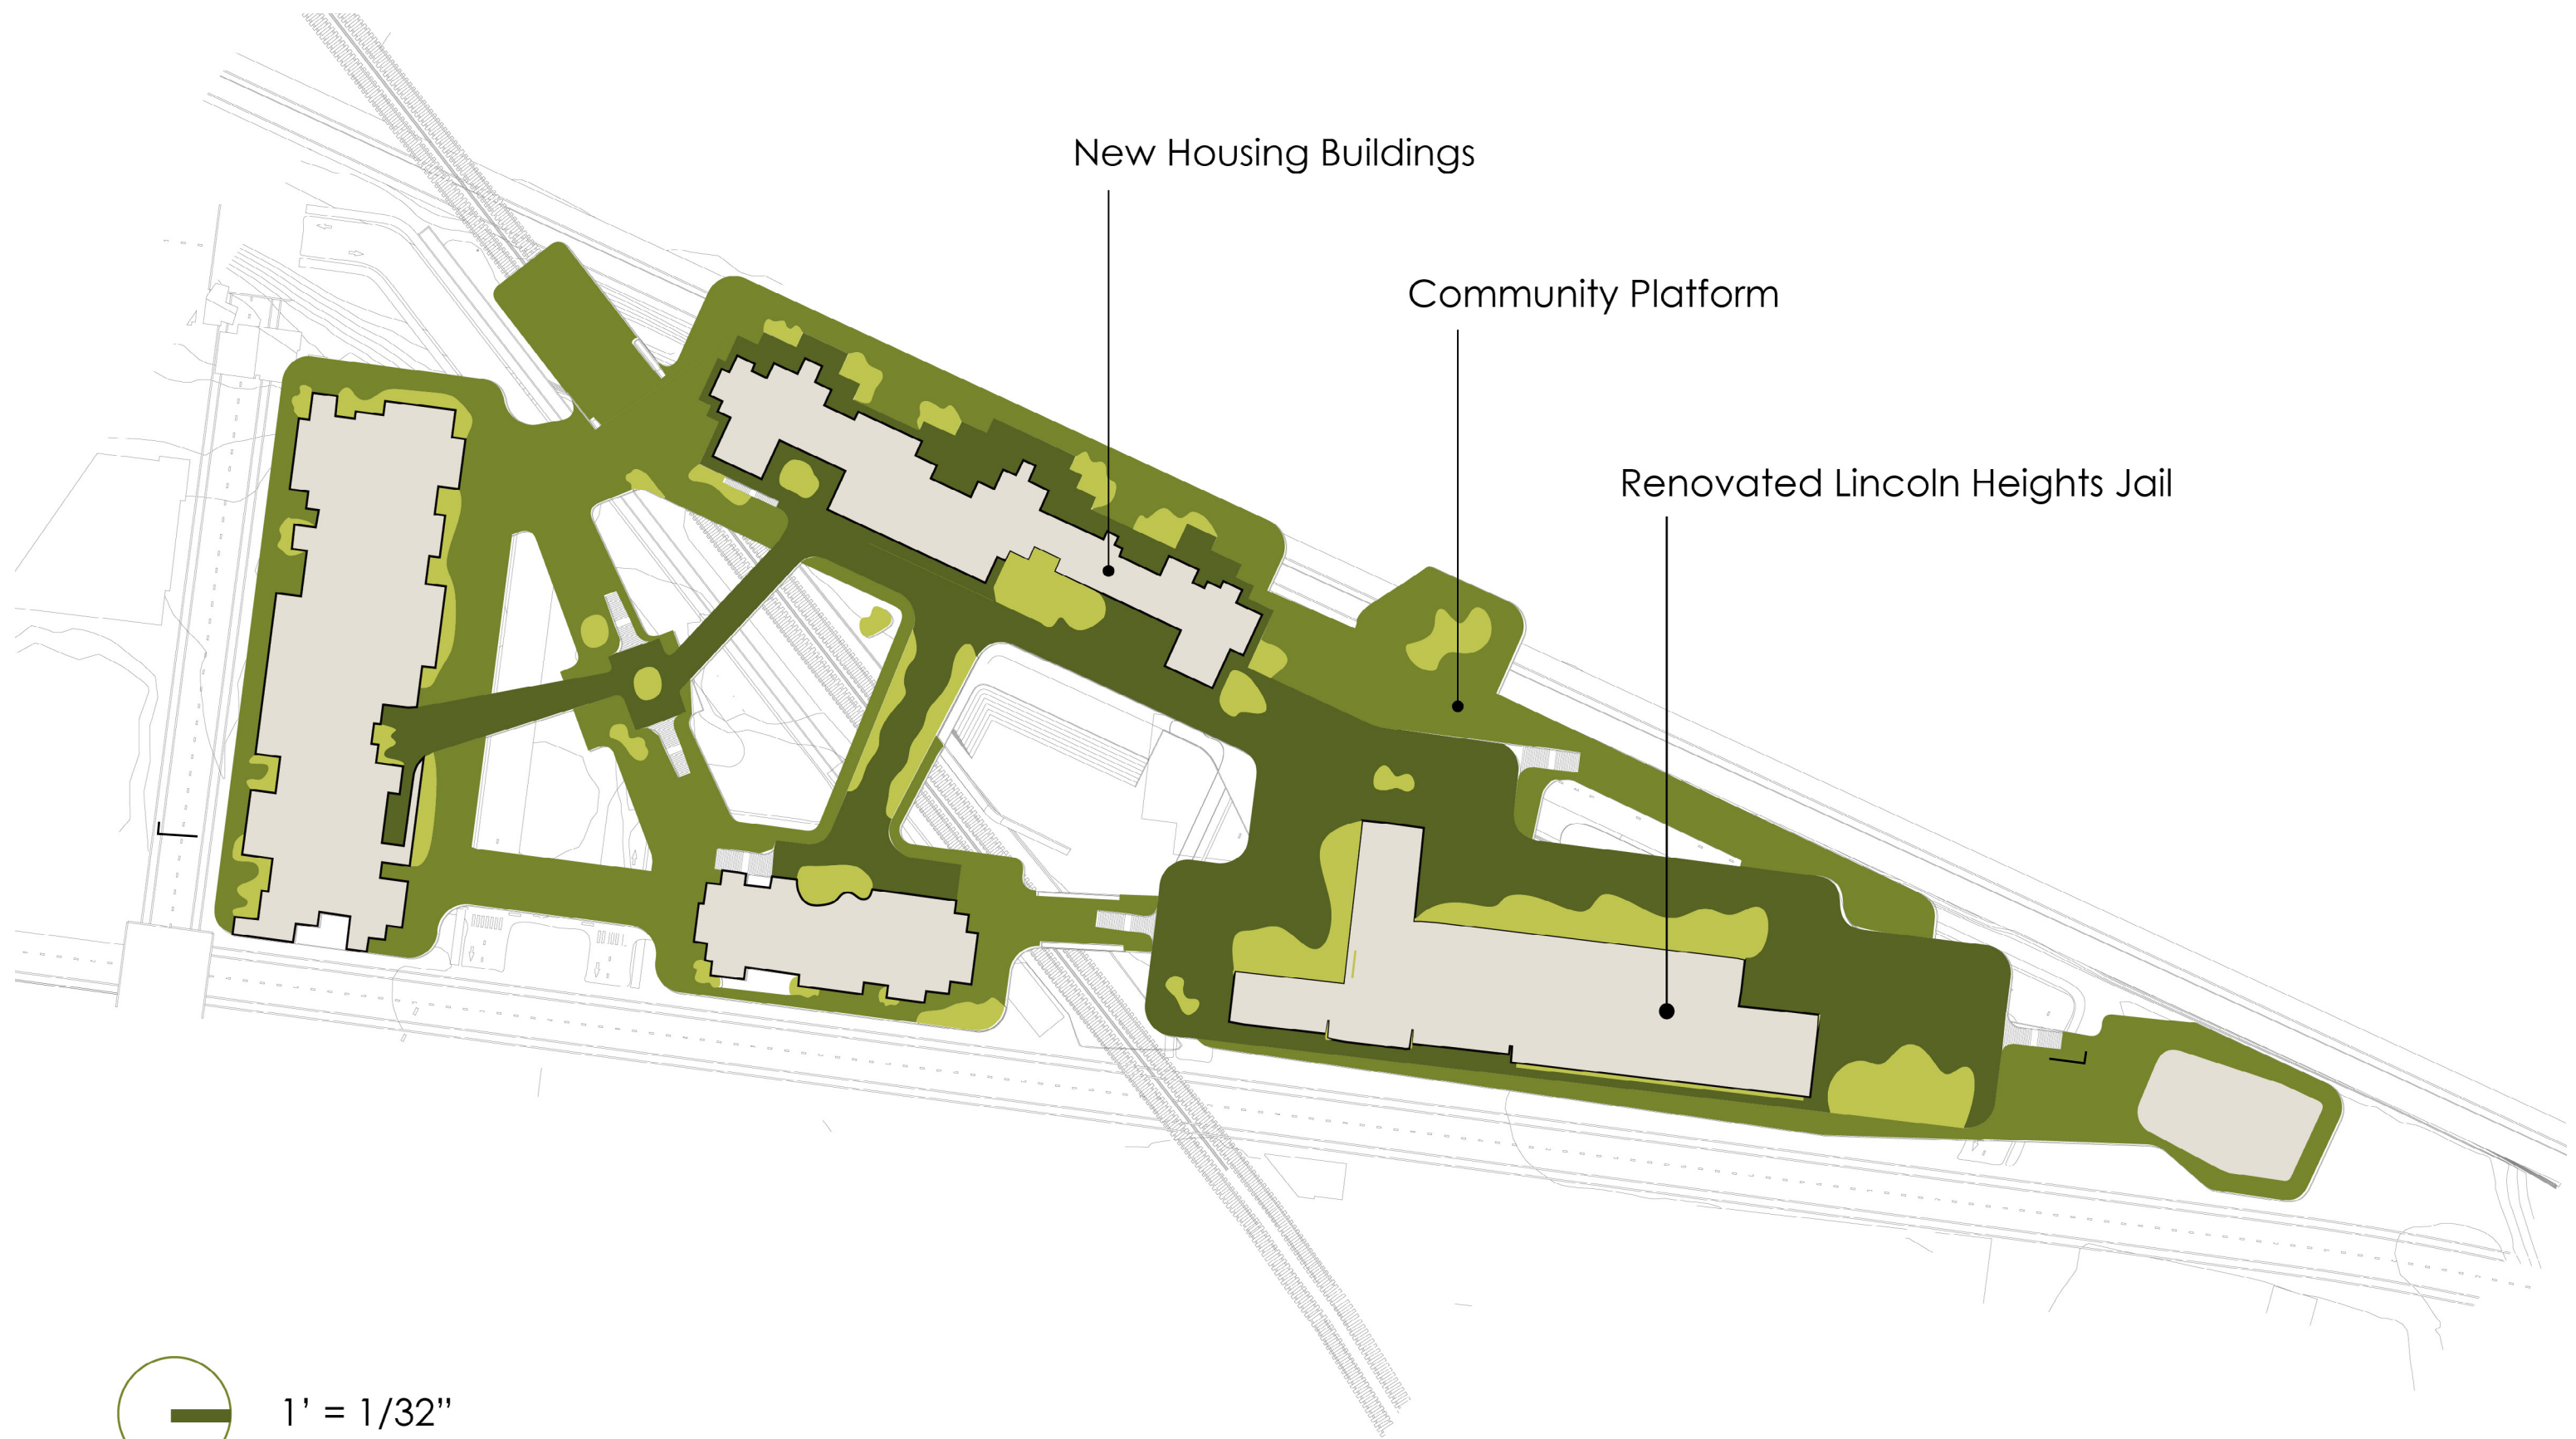 New Housing Buildings
Community Platform
Renovated Lincoln Heights Jail
1’ = 1/32”